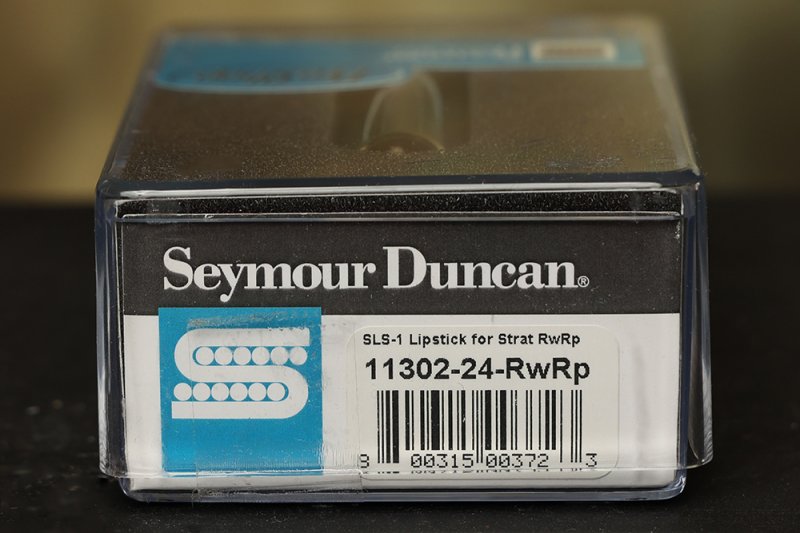 Seymour Duncan®
SLS-1 Lipstick for Strat RwRp
11302-24-RwRp
8 00315 00372 3